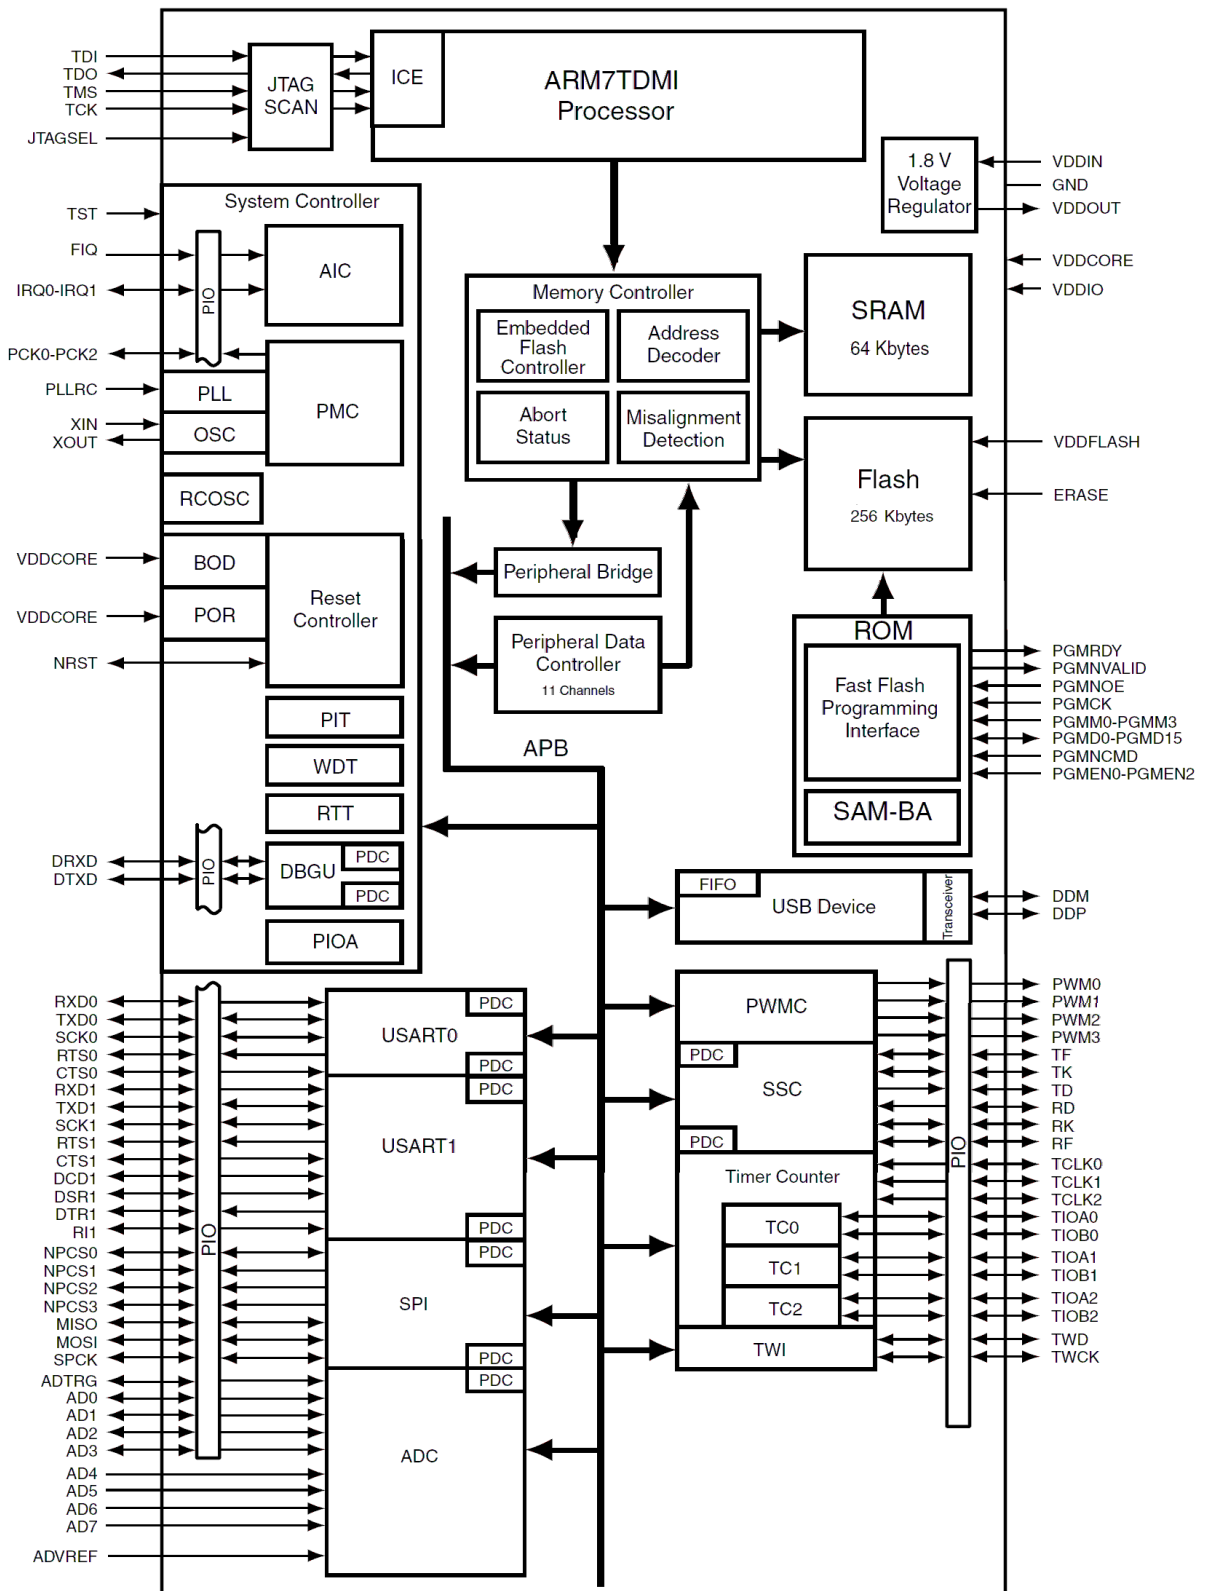 TDI
TDO
TMS
TCK
JTAGSEL
JTAG
SCAN
ICE
ARM7TDMI
Processor
1.8 V
Voltage
Regulator
VDDIN
GND
VDDOUT
VDDCORE
VDDIO
System Controller
TST
FIQ
IRQ0-IRQ1
PCK0-PCK2
PLLRC
XIN
XOUT
PIO
AIC
PLL
OSC
PMC
RCOSC
VDDCORE
VDDCORE
NRST
BOD
POR
Reset
Controller
PIT
WDT
RTT
DRXD
DTXD
PIO
DBGU
PDC
PDC
PIOA
Memory Controller
Embedded
Flash
Controller
Address
Decoder
Abort
Status
Misalignment
Detection
SRAM
64 Kbytes
Flash
256 Kbytes
VDDFLASH
ERASE
Peripheral Bridge
Peripheral Data
Controller
11 Channels
APB
ROM
Fast Flash
Programming
Interface
SAM-BA
PGMRDY
PGMNVALID
PGMNOE
PGMCK
PGMM0-PGMM3
PGMD0-PGMD15
PGMNCMD
PGMEN0-PGMEN2
FIFO
USB Device
Transceiver
DDM
DDP
RXD0
TXD0
SCK0
RTS0
CTS0
RXD1
TXD1
SCK1
RTS1
CTS1
DCD1
DSR1
DTR1
RI1
NPCS0
NPCS1
NPCS2
NPCS3
MISO
MOSI
SPCK
ADTRG
AD0
AD1
AD2
AD3
AD4
AD5
AD6
AD7
ADVREF
PIO
PDC
USART0
PDC
PDC
USART1
PDC
PDC
SPI
PDC
PDC
ADC
PWMC
PDC
SSC
PDC
Timer Counter
TC0
TC1
TC2
TWI
PIO
PWM0
PWM1
PWM2
PWM3
TF
TK
TD
RD
RK
RF
TCLK0
TCLK1
TCLK2
TIOA0
TIOB0
TIOA1
TIOB1
TIOA2
TIOB2
TWD
TWCK